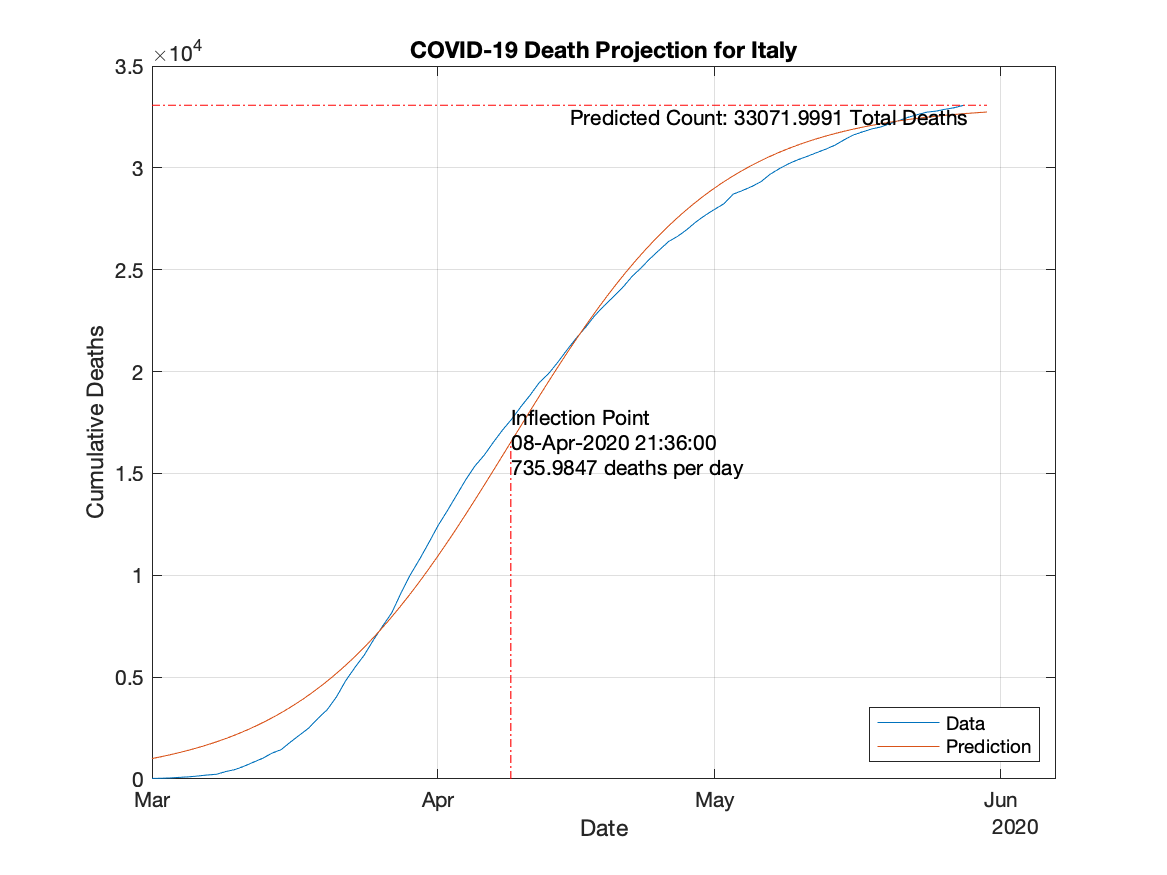 COVID-19 Death Projection for Italy
×10⁴
3.5
3
2.5
2
1.5
1
0.5
0
Cumulative Deaths
Predicted Count: 33071.9991 Total Deaths
Inflection Point
08-Apr-2020 21:36:00
735.9847 deaths per day
Data
Prediction
Mar Apr May Jun
2020
Date